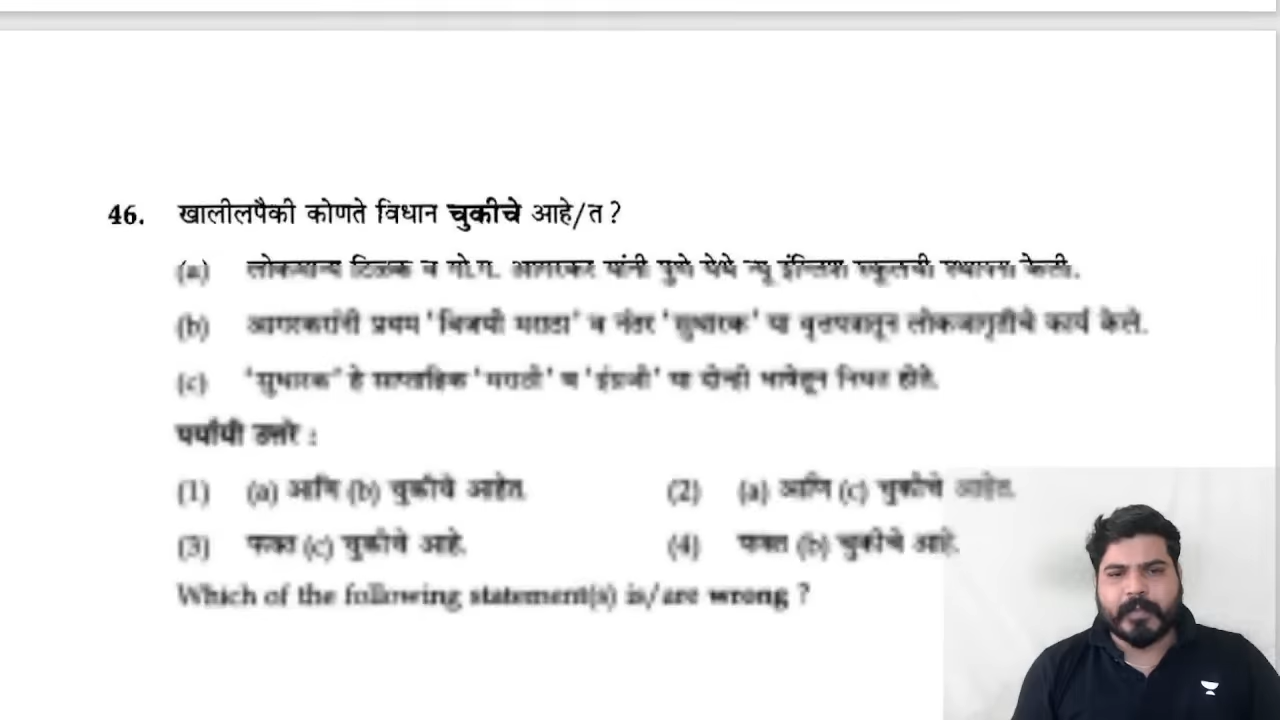 46. खालीलपैकी कोणते विधान चुकीचे आहे/त ?
(a) लोकमान्य टिळक व गो.ग. आगरकर यांनी पुणे येथे न्यू इंग्लिश स्कूलची स्थापना केली.
(b) आगरकरांनी प्रथम 'विजयी मराठा' व नंतर 'सुधारक' या वृत्तपत्रातून लोकजागृतीचे कार्य केले.
(c) 'सुधारक' हे साप्ताहिक 'मराठी' व 'इंग्रजी' या दोन्ही भाषेतून निघत होते.
पर्यायी उत्तरे :
(1) (a) आणि (b) चुकीचे आहेत. (2) (a) आणि (c) चुकीचे आहेत.
(3) फक्त (c) चुकीचे आहे. (4) फक्त (b) चुकीचे आहे.
Which of the following statement(s) is/are wrong ?